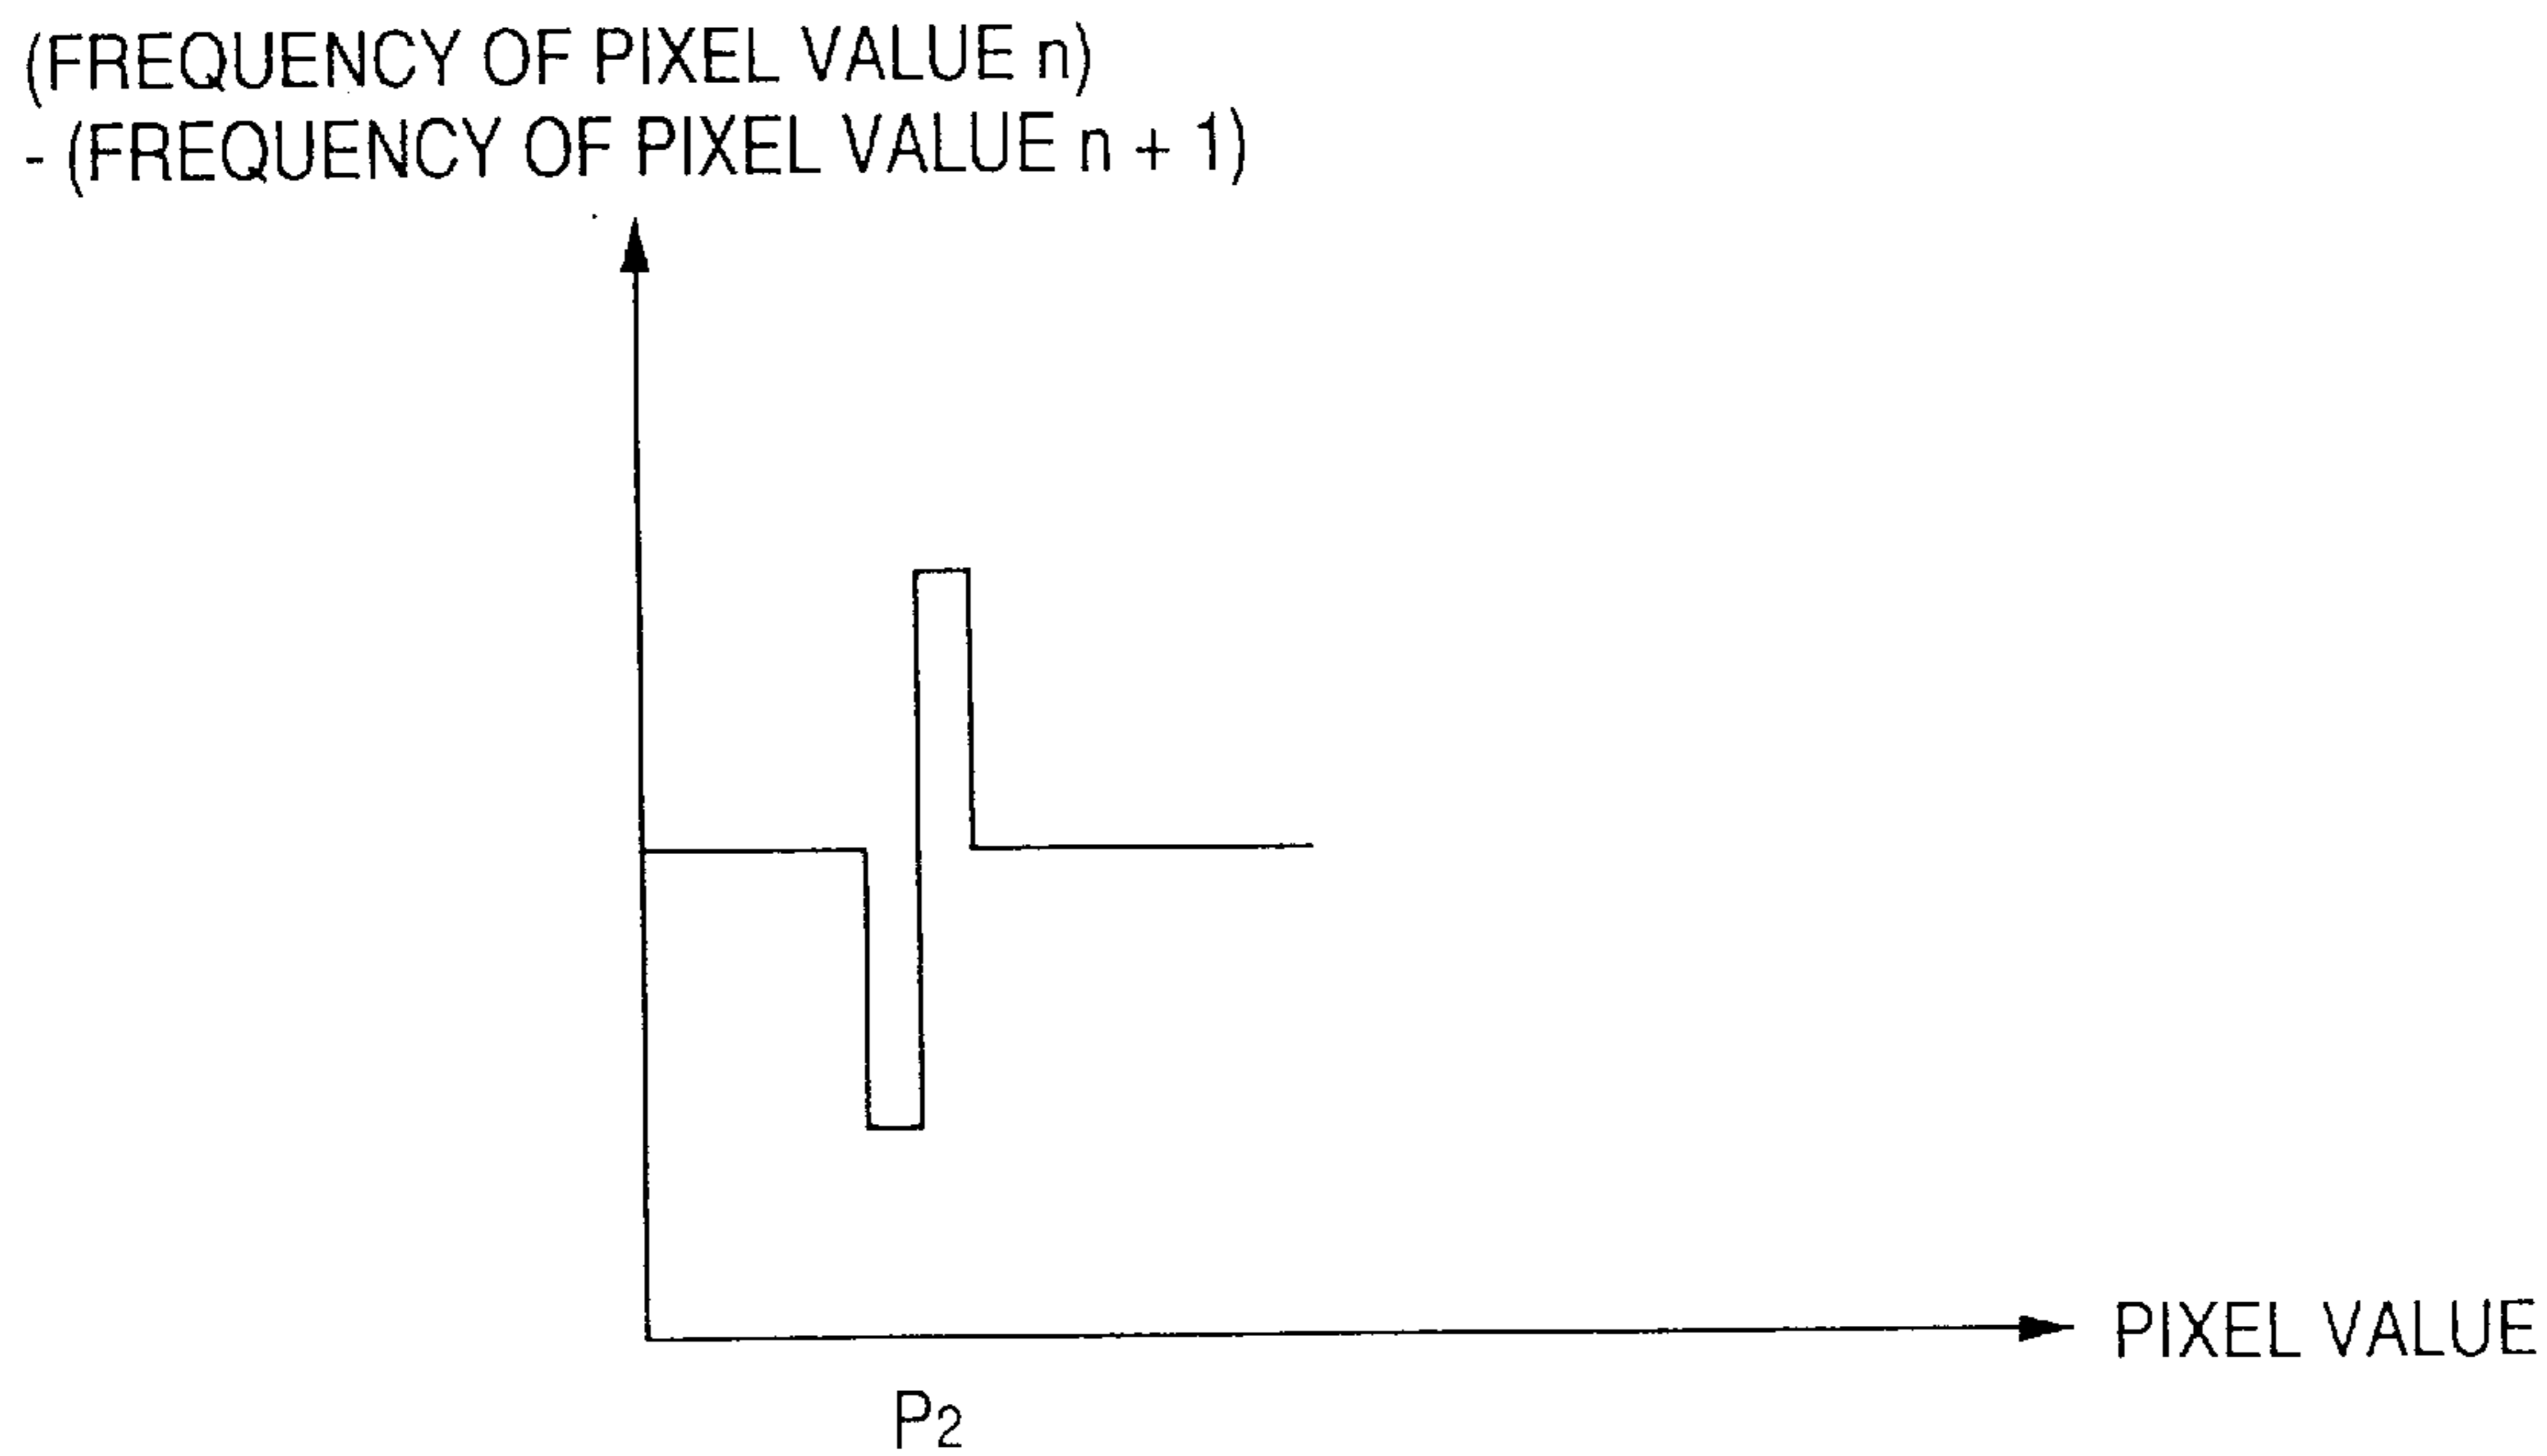 (FREQUENCY OF PIXEL VALUE n)
- (FREQUENCY OF PIXEL VALUE n + 1)
PIXEL VALUE
P2